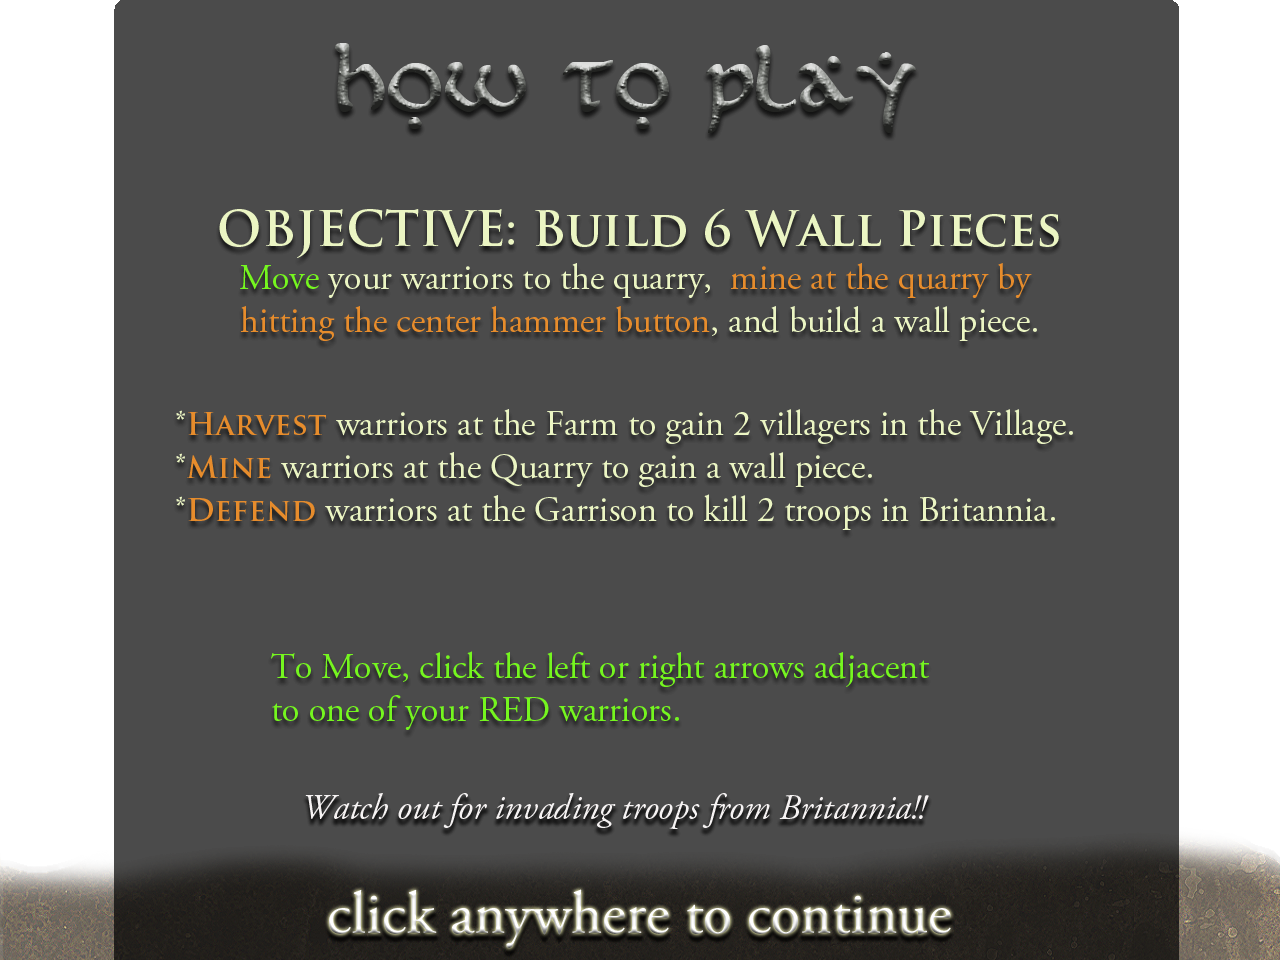 how to play
OBJECTIVE: Build 6 Wall Pieces
Move your warriors to the quarry, mine at the quarry by
hitting the center hammer button, and build a wall piece.
*Harvest warriors at the Farm to gain 2 villagers in the Village.
*Mine warriors at the Quarry to gain a wall piece.
*Defend warriors at the Garrison to kill 2 troops in Britannia.
To Move, click the left or right arrows adjacent
to one of your RED warriors.
Watch out for invading troops from Britannia!!
click anywhere to continue